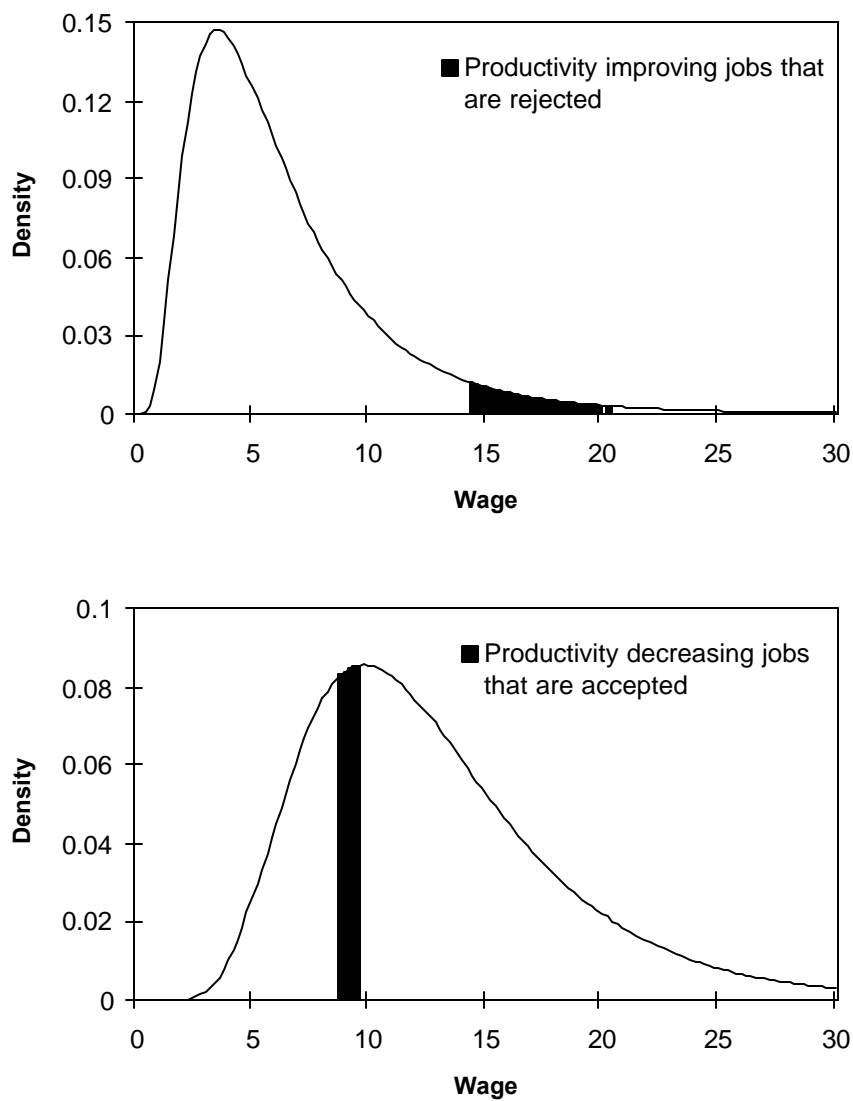 0.15
0.12
0.09
0.06
0.03
0
Density
Productivity improving jobs that
are rejected
0 5 10 15 20 25 30
Wage
0.1
0.08
0.06
0.04
0.02
0
Density
Productivity decreasing jobs
that are accepted
0 5 10 15 20 25 30
Wage